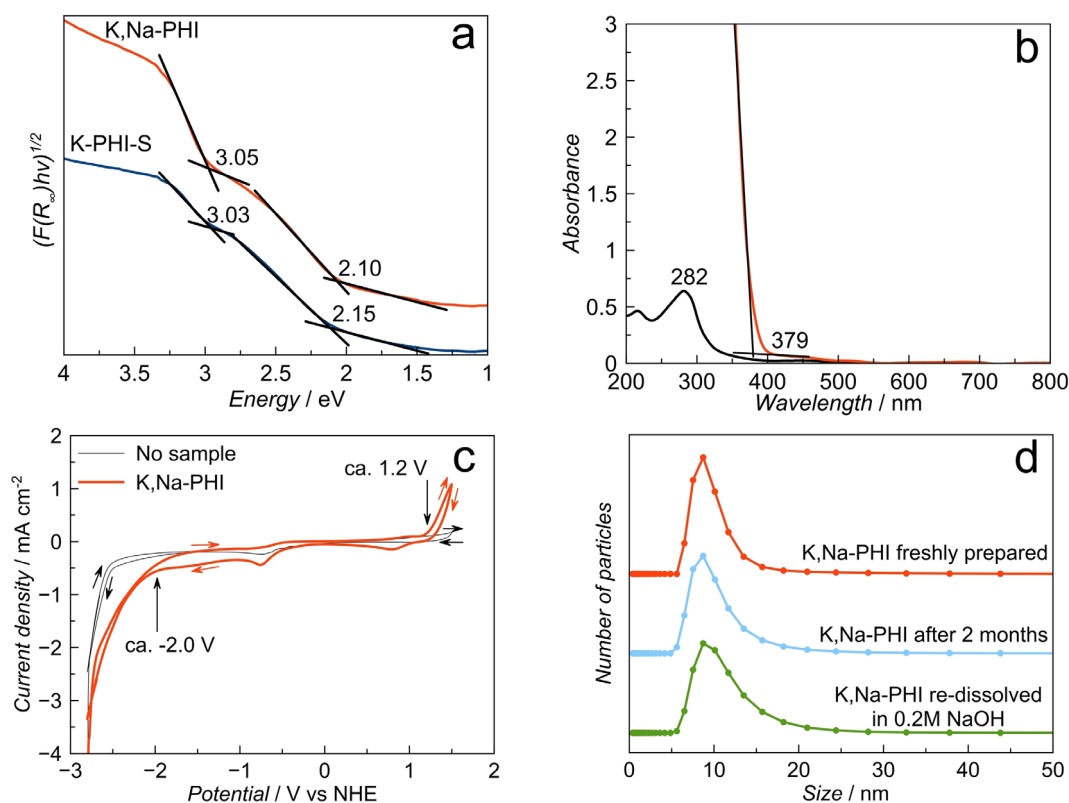 a
K,Na-PHI
K-PHI-S
3.05
3.03
2.10
2.15
(F(R∞)hν)1/2
4 3.5 3 2.5 2 1.5 1
Energy / eV
b
3
2.5
2
1.5
1
0.5
0
282
379
Absorbance
200 300 400 500 600 700 800
Wavelength / nm
c
No sample
K,Na-PHI
ca. 1.2 V
ca. -2.0 V
2
1
0
−1
−2
−3
−4
Current density / mA cm-2
−3 −2 −1 0 1 2
Potential / V vs NHE
d
K,Na-PHI freshly prepared
K,Na-PHI after 2 months
K,Na-PHI re-dissolved
in 0.2M NaOH
Number of particles
0 10 20 30 40 50
Size / nm